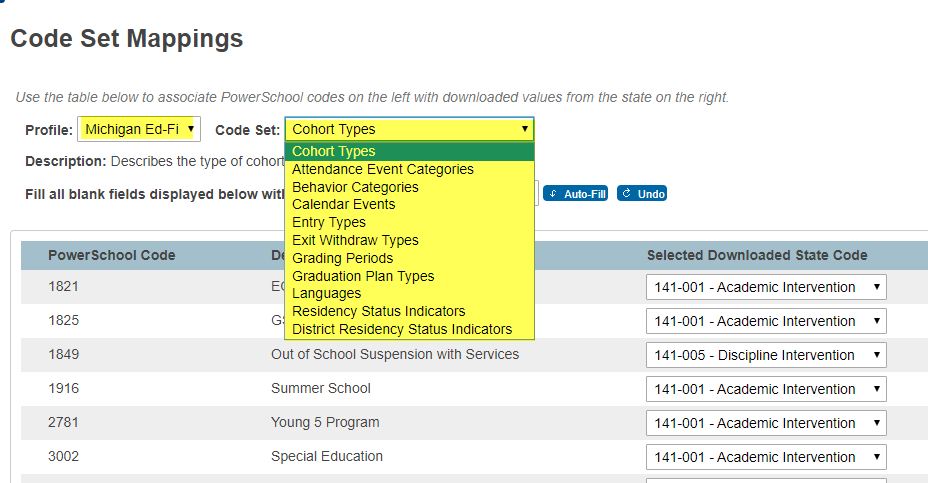 Code Set Mappings
Use the table below to associate PowerSchool codes on the left with downloaded values from the state on the right.
Profile: Michigan Ed-Fi Code Set: Cohort Types
Cohort Types
Attendance Event Categories
Behavior Categories
Calendar Events
Entry Types
Exit Withdraw Types
Grading Periods
Graduation Plan Types
Languages
Residency Status Indicators
District Residency Status Indicators
Description: Describes the type of cohort
Fill all blank fields displayed below with Auto-Fill Undo
PowerSchool Code De Selected Downloaded State Code
1821 141-001 - Academic Intervention
1825 141-001 - Academic Intervention
1849 Out of School Suspension with Services 141-005 - Discipline Intervention
1916 Summer School 141-001 - Academic Intervention
2781 Young 5 Program 141-001 - Academic Intervention
3002 Special Education 141-001 - Academic Intervention